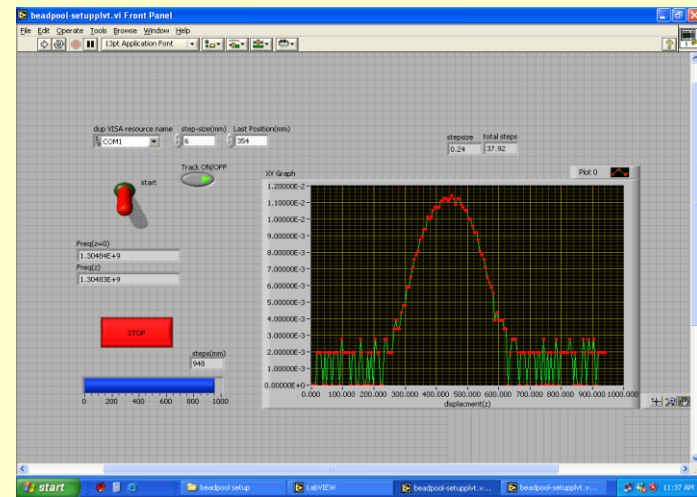 beadpool-setupplvt.vi Front Panel
File Edit Operate Tools Browse Window Help
13pt Application Font
dup VISA resource name step-size(mm) Last Position(mm)
COM1 6 354
stepsize total steps
0.24 37.92
Track ON/OFF
start
XY Graph Plot 0
1.20000E-2
1.10000E-2
1.00000E-2
9.00000E-3
8.00000E-3
7.00000E-3
6.00000E-3
5.00000E-3
4.00000E-3
3.00000E-3
2.00000E-3
1.00000E-3
0.00000E+0
0.000 100.000 200.000 300.000 400.000 500.000 600.000 700.000 800.000 900.000 1000.000
displacment(z)
Freq(z=0)
1.30484E+9
Freq(z)
1.30483E+9
STOP
steps(mm)
948
0 200 400 600 800 1000
start beadpool setup LabVIEW beadpool-setupplvt.v... beadpool-setupplvt.v... 11:37 AM